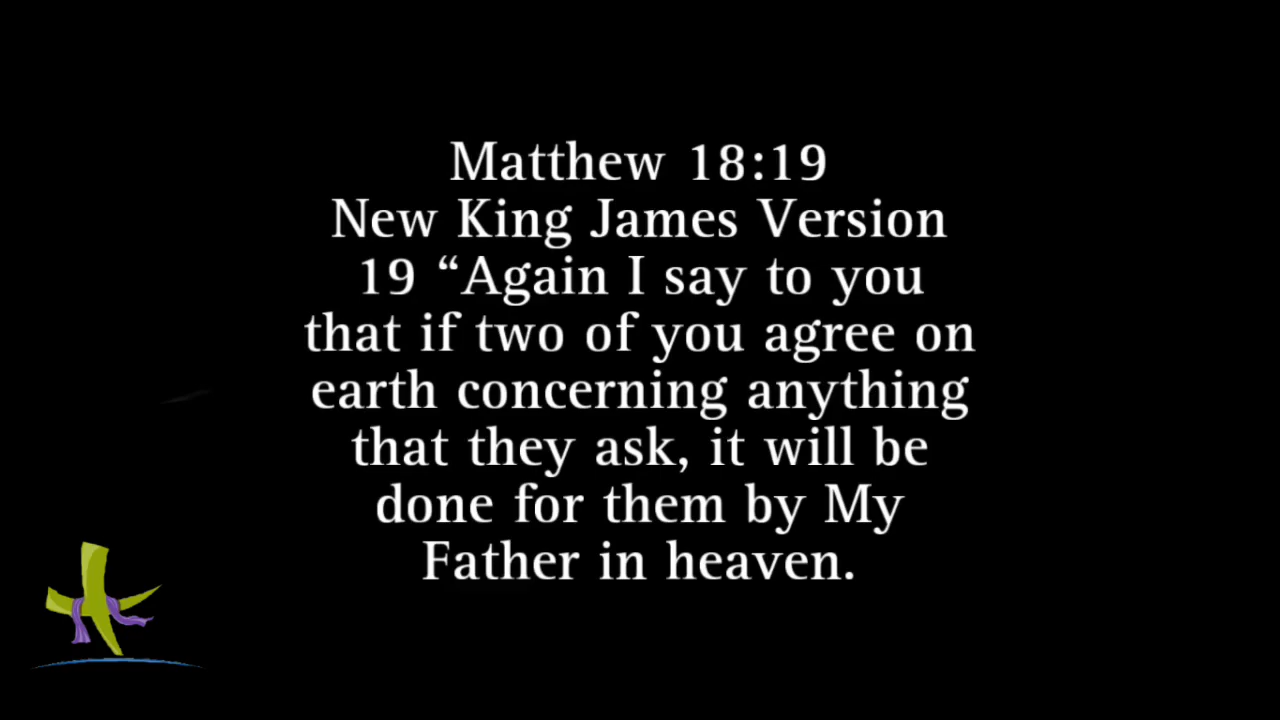 Matthew 18:19
New King James Version
19 “Again I say to you
that if two of you agree on
earth concerning anything
that they ask, it will be
done for them by My
Father in heaven.